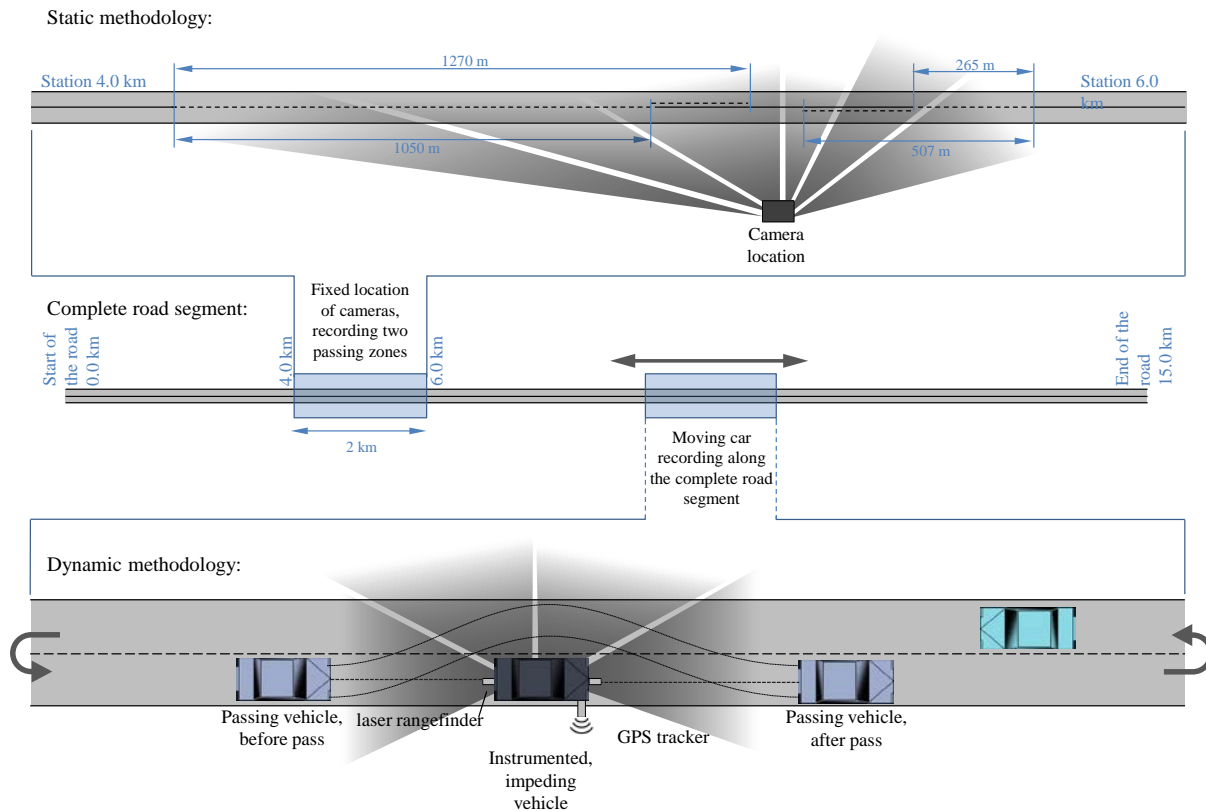 Static methodology:
1270 m
265 m
Station 4.0 km
Station 6.0
km
1050 m
507 m
Camera
location
Complete road segment:
Fixed location
of cameras,
recording two
passing zones
Start of
the road
0.0 km
4.0 km
6.0 km
End of the
road
15.0 km
2 km
Moving car
recording along
the complete road
segment
Dynamic methodology:
Passing vehicle,
before pass
laser rangefinder
Instrumented,
impeding
vehicle
GPS tracker
Passing vehicle,
after pass